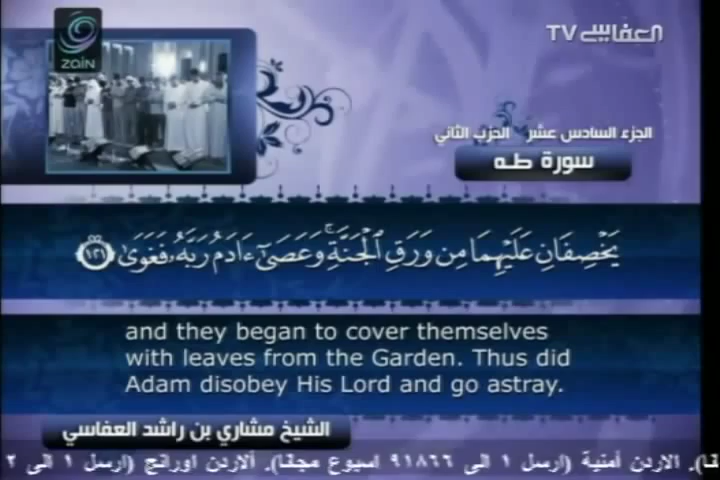 zain
العفاسي TV
الجزء السادس عشر الحزب الثاني
سورة طه
يَخْصِفَانِ عَلَيْهِمَا مِن وَرَقِ ٱلْجَنَّةِ ۚ وَعَصَىٰٓ ءَادَمُ رَبَّهُۥ فَغَوَىٰ ١٢١
and they began to cover themselves
with leaves from the Garden. Thus did
Adam disobey His Lord and go astray.
الشيخ مشاري بن راشد العفاسي
نا). الاردن أمنية (ارسل ١ الى ٩١٨٦٦ اسبوع مجانا). الاردن اورانج (ارسل ١ الى ٢